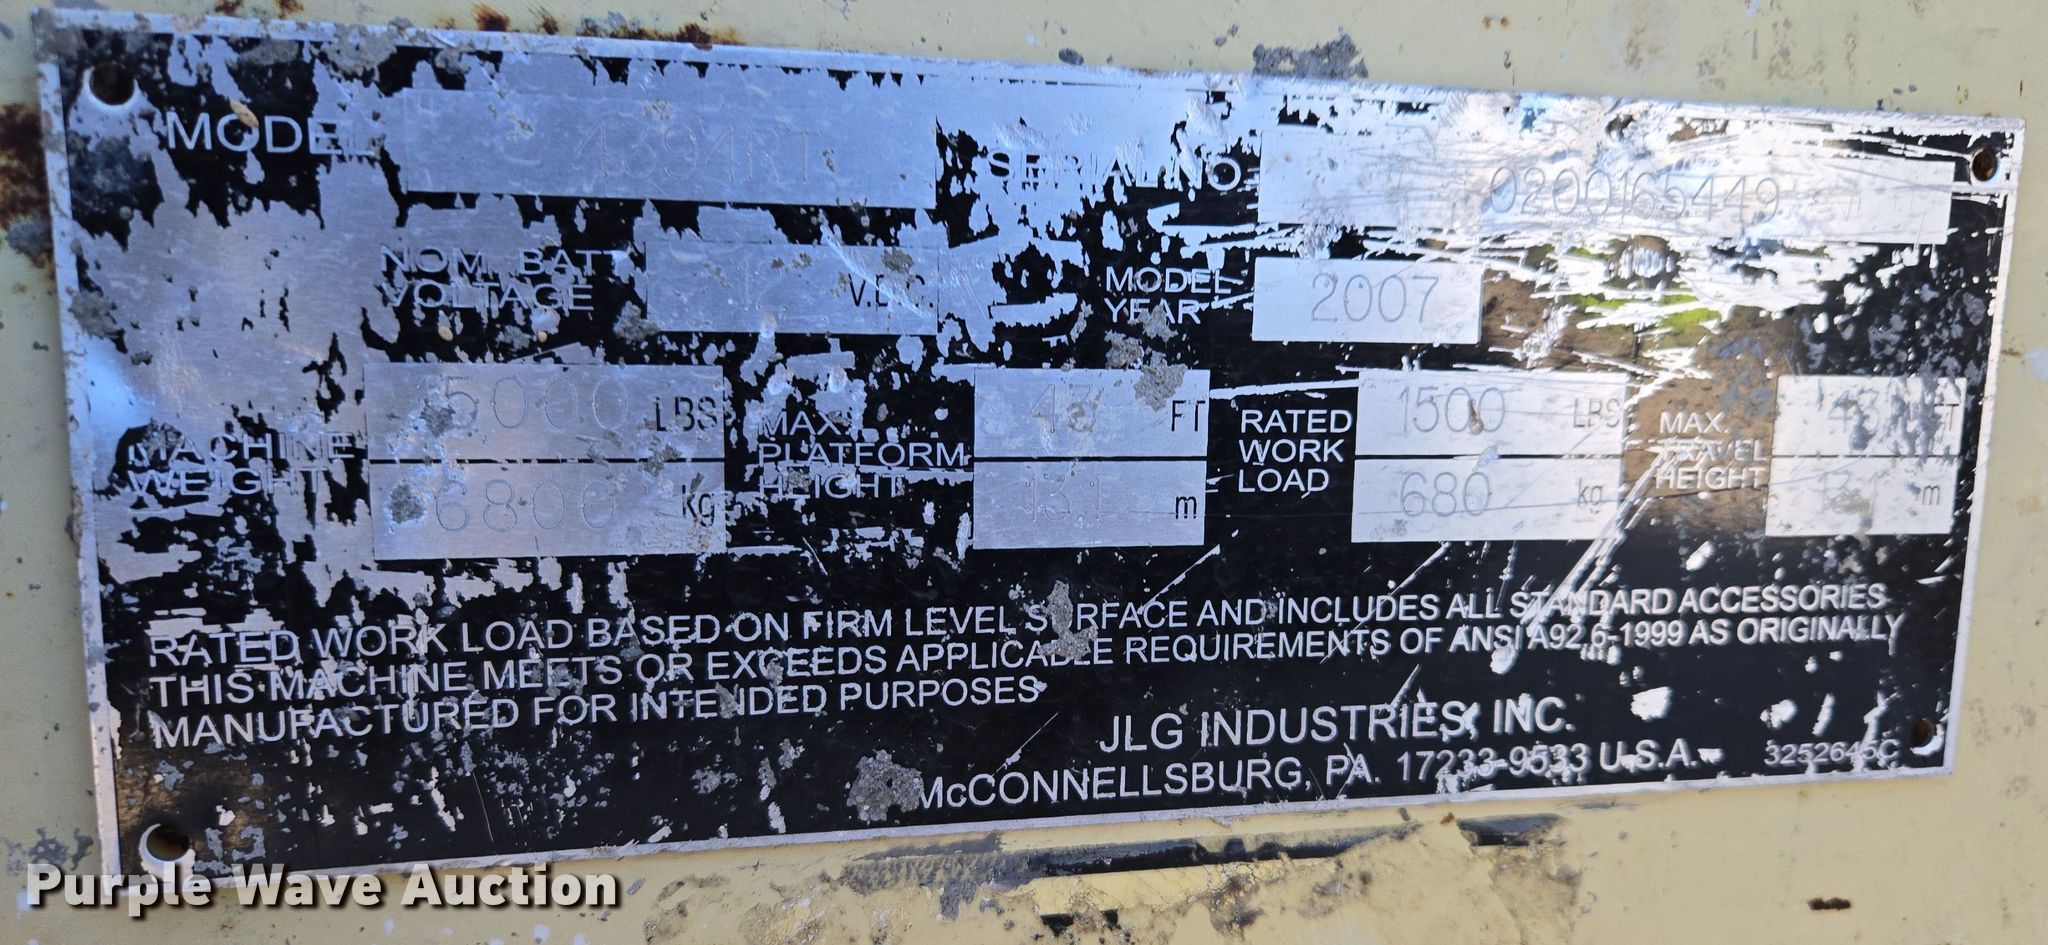 MODEL 4394RT SERIAL NO 0200165449
NOM. BATT VOLTAGE 12 V.D.C. MODEL YEAR 2007
MACHINE WEIGHT 15000 LBS 6800 kg
MAX. PLATFORM HEIGHT 43 FT 13.1 m
RATED WORK LOAD 1500 LBS 680 kg
MAX. TRAVEL HEIGHT 43 FT 13.1 m
RATED WORK LOAD BASED ON FIRM LEVEL SURFACE AND INCLUDES ALL STANDARD ACCESSORIES
THIS MACHINE MEETS OR EXCEEDS APPLICABLE REQUIREMENTS OF ANSI A92.6-1999 AS ORIGINALLY
MANUFACTURED FOR INTENDED PURPOSES
JLG INDUSTRIES, INC.
McCONNELLSBURG, PA. 17233-9533 U.S.A. 3252645C
Purple Wave Auction